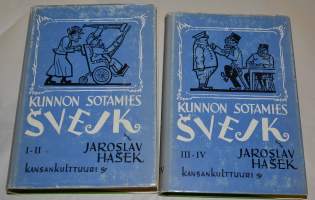 KUNNON SOTAMIES
ŠVEJK
I-II
JAROSLAV
HAŠEK
KANSANKULTTUURI
KUNNON SOTAMIES
ŠVEJK
III-IV
JAROSLAV
HAŠEK
KANSANKULTTUURI